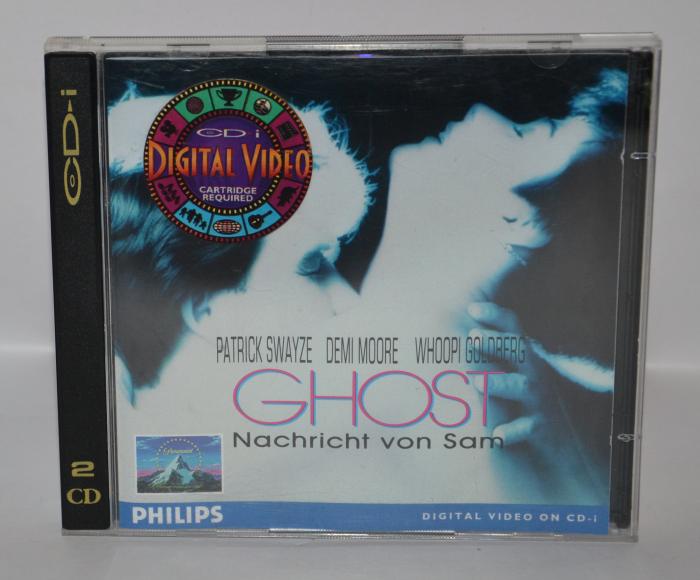 CD-i
2
CD
CD i
DIGITAL VIDEO
CARTRIDGE
REQUIRED
PATRICK SWAYZE DEMI MOORE WHOOPI GOLDBERG
GHOST
Nachricht von Sam
Paramount
PHILIPS
DIGITAL VIDEO ON CD-i